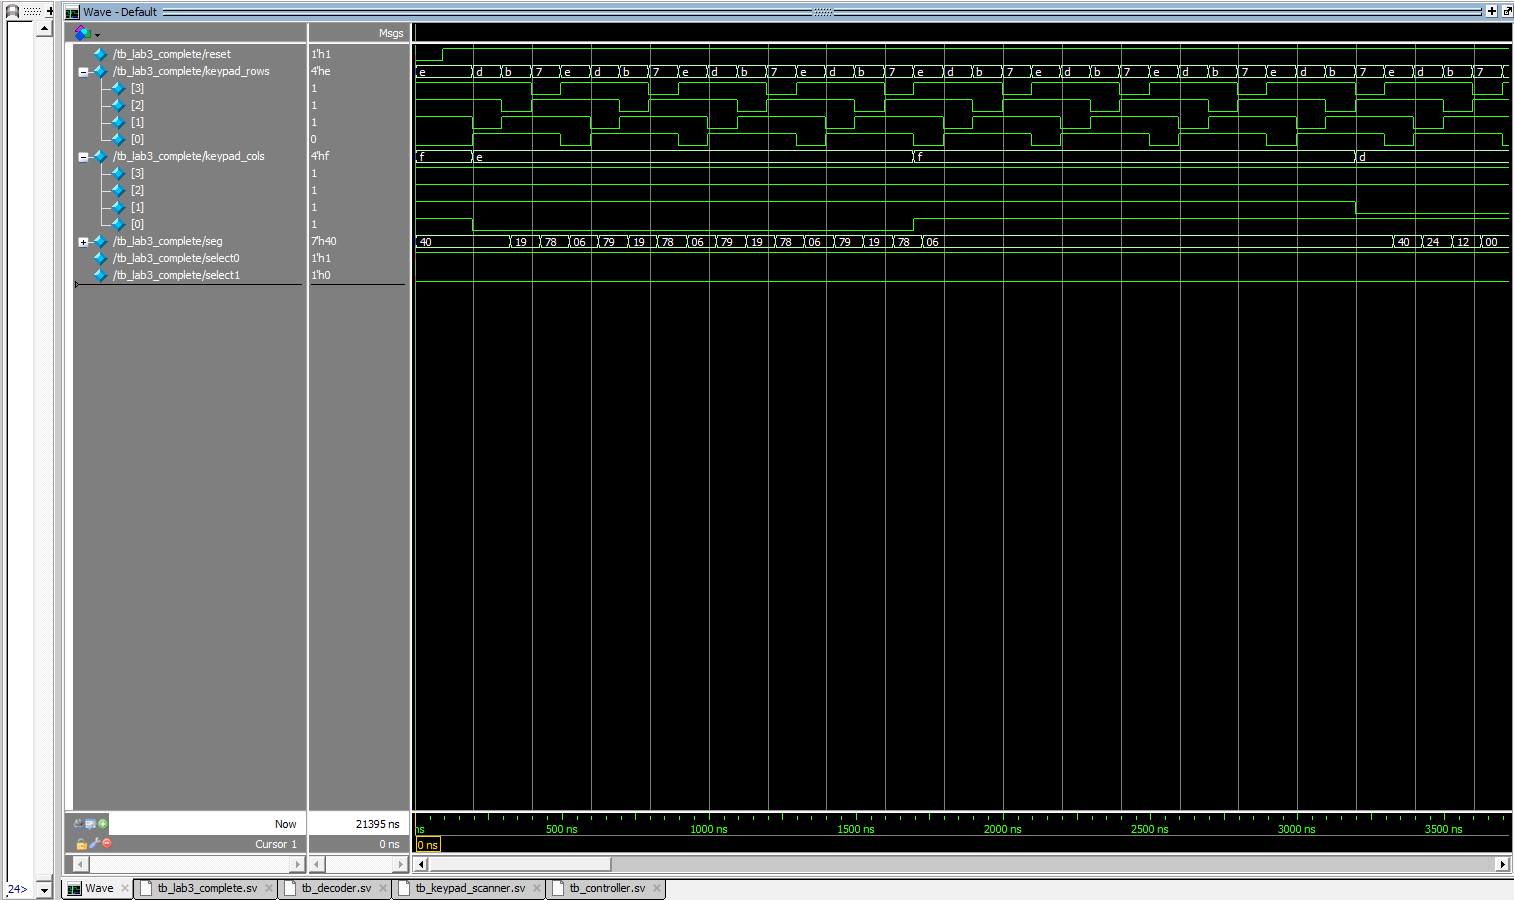 Wave - Default
Msgs
/tb_lab3_complete/reset 1'h1
/tb_lab3_complete/keypad_rows 4'he e d b 7 e d b 7 e d b 7 e d b 7 e d b 7 e d b 7 e d b 7 e d b 7 e d b 7
[3] 1
[2] 1
[1] 1
[0] 0
/tb_lab3_complete/keypad_cols 4'hf f e f d
[3] 1
[2] 1
[1] 1
[0] 1
/tb_lab3_complete/seg 7'h40 40 19 78 06 79 19 78 06 79 19 78 06 79 19 78 06 40 24 12 00
/tb_lab3_complete/select0 1'h1
/tb_lab3_complete/select1 1'h0
Now 21395 ns ns 500 ns 1000 ns 1500 ns 2000 ns 2500 ns 3000 ns 3500 ns
Cursor 1 0 ns 0 ns
24> Wave tb_lab3_complete.sv tb_decoder.sv tb_keypad_scanner.sv tb_controller.sv